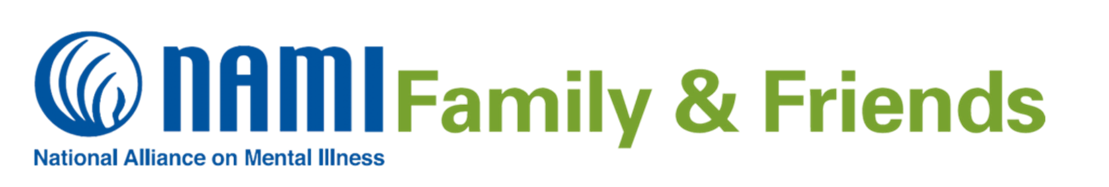 NAMI Family & Friends
National Alliance on Mental Illness